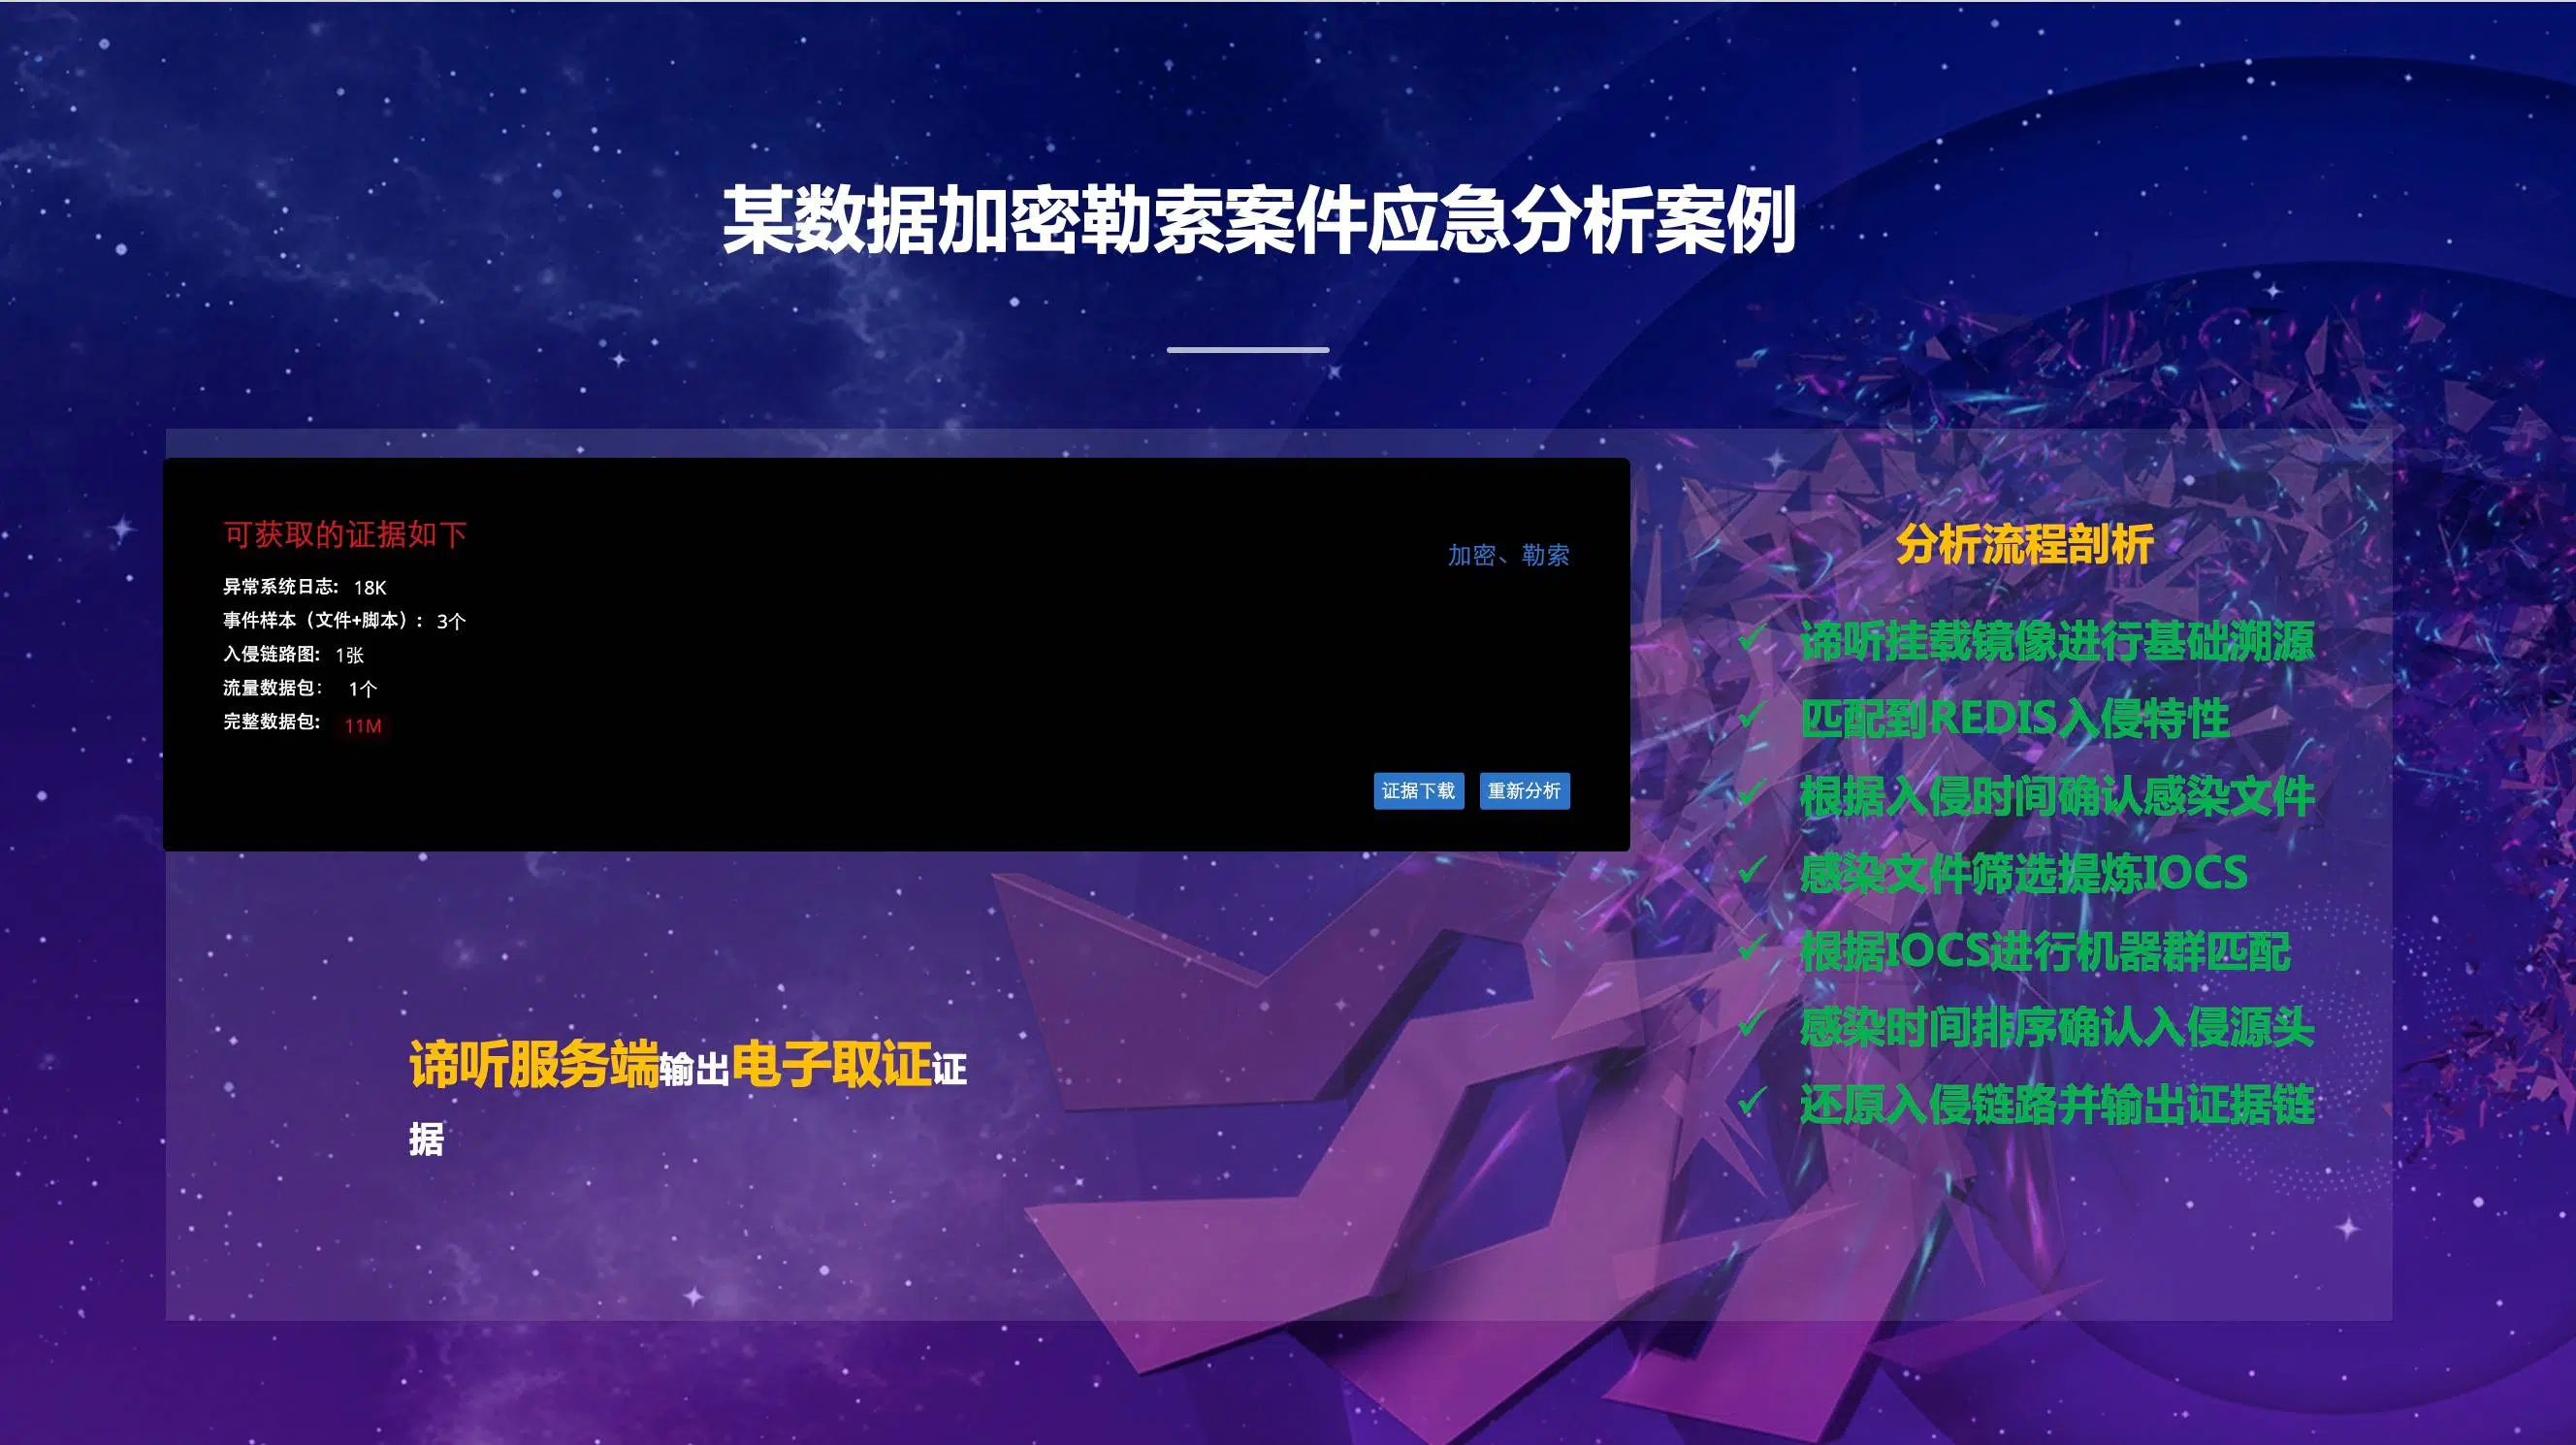 某数据加密勒索案件应急分析案例
可获取的证据如下
加密、勒索
异常系统日志: 18K
事件样本（文件+脚本）: 3个
入侵链路图: 1张
流量数据包: 1个
完整数据包: 11M
证据下载 重新分析
谛听服务端输出电子取证证
据
分析流程剖析
✓ 谛听挂载镜像进行基础溯源
✓ 匹配到REDIS入侵特性
✓ 根据入侵时间确认感染文件
✓ 感染文件筛选提炼IOCS
✓ 根据IOCS进行机器群匹配
✓ 感染时间排序确认入侵源头
✓ 还原入侵链路并输出证据链